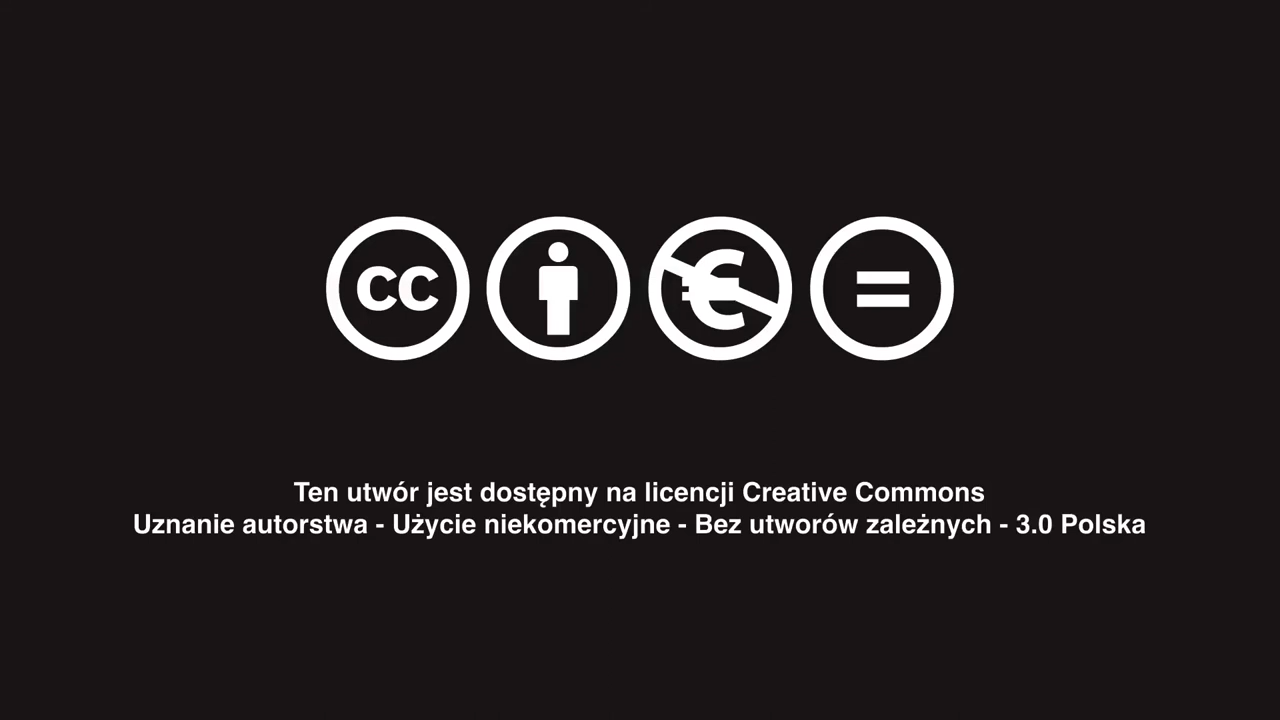 cc
Ten utwór jest dostępny na licencji Creative Commons
Uznanie autorstwa - Użycie niekomercyjne - Bez utworów zależnych - 3.0 Polska